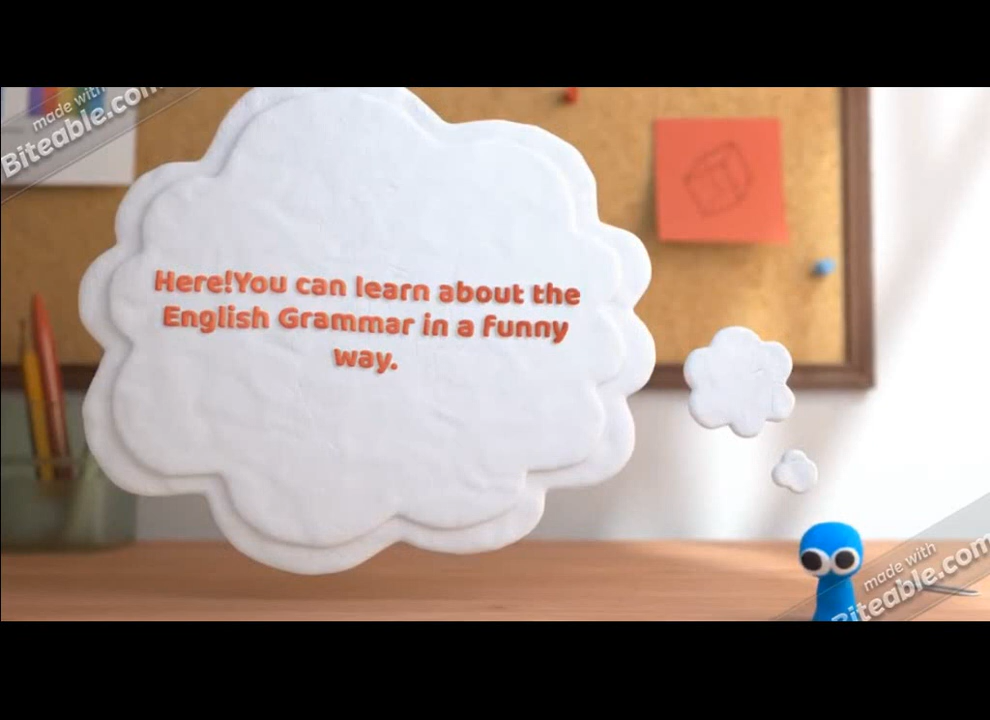 made with
Biteable.com
Here!You can learn about the
English Grammar in a funny
way.
made with
Biteable.com